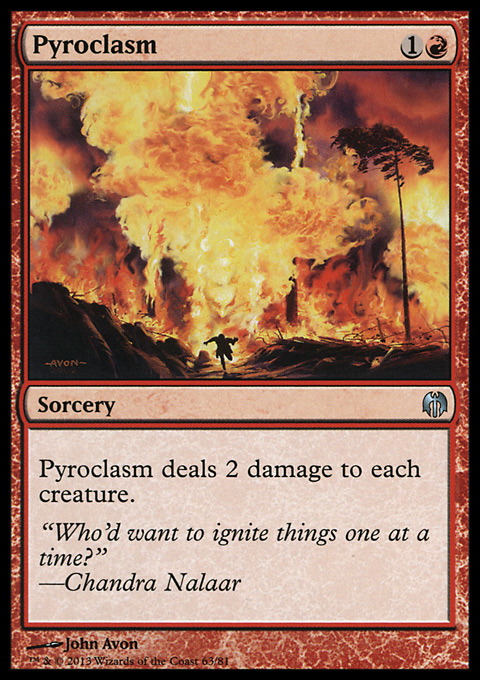 Pyroclasm 1
-AVON-
Sorcery
Pyroclasm deals 2 damage to each
creature.
“Who’d want to ignite things one at a
time?”
—Chandra Nalaar
John Avon
™ & © 2013 Wizards of the Coast 63/81